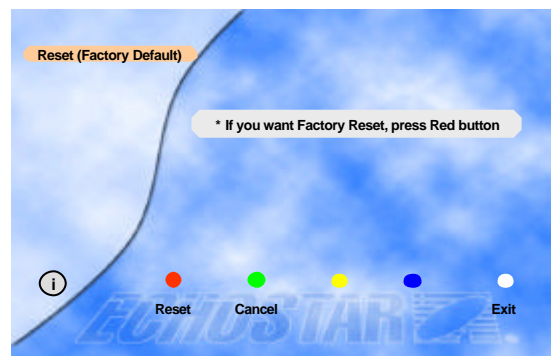 Reset (Factory Default)
* If you want Factory Reset, press Red button
i
Reset Cancel Exit
ECHOSTAR